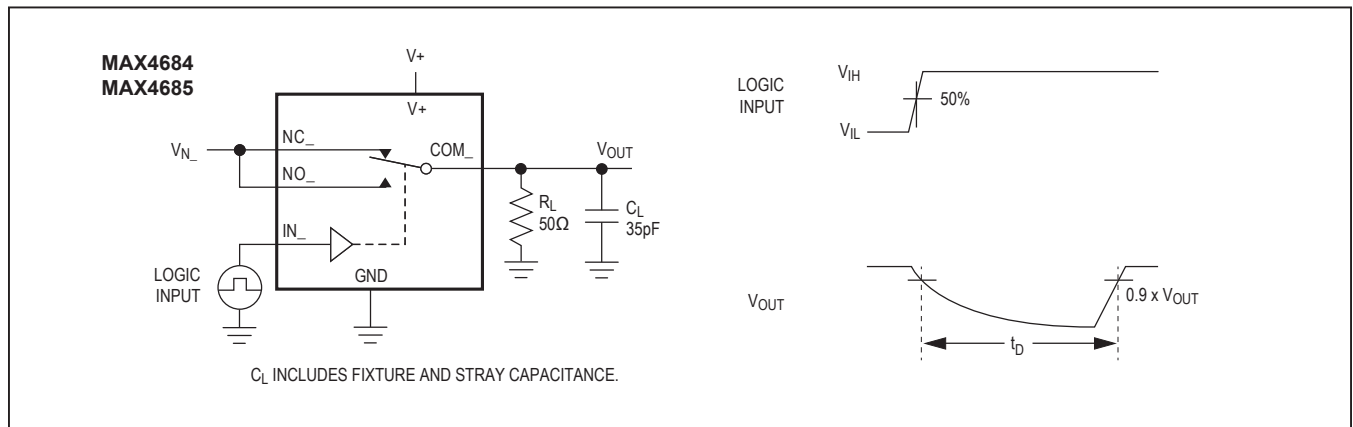 MAX4684
MAX4685
V+
V+
NC_
V_N_
COM_
V_OUT
NO_
R_L
50Ω
C_L
35pF
IN_
LOGIC
INPUT
GND
C_L INCLUDES FIXTURE AND STRAY CAPACITANCE.
LOGIC
INPUT
V_IH
50%
V_IL
V_OUT
0.9 x V_OUT
t_D